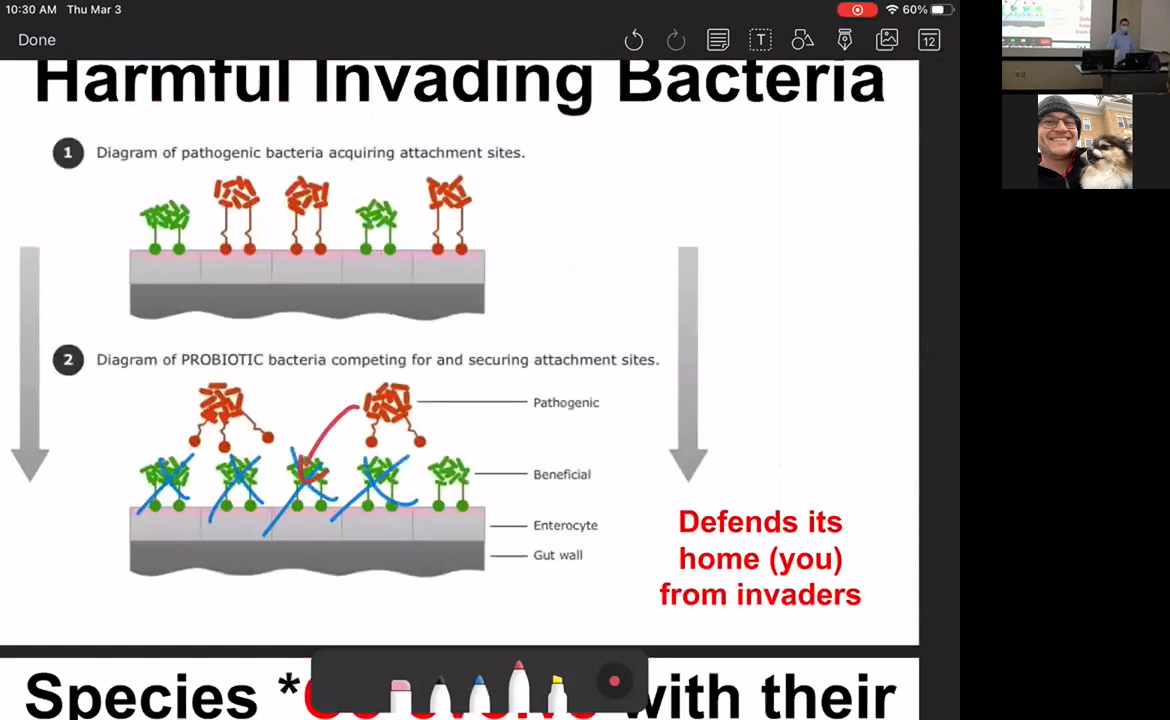 10:30 AM Thu Mar 3
60%
Done
T
12
Harmful Invading Bacteria
1 Diagram of pathogenic bacteria acquiring attachment sites.
2 Diagram of PROBIOTIC bacteria competing for and securing attachment sites.
Pathogenic
Beneficial
Enterocyte
Gut wall
Defends its
home (you)
from invaders
Species *Co-evolve with their